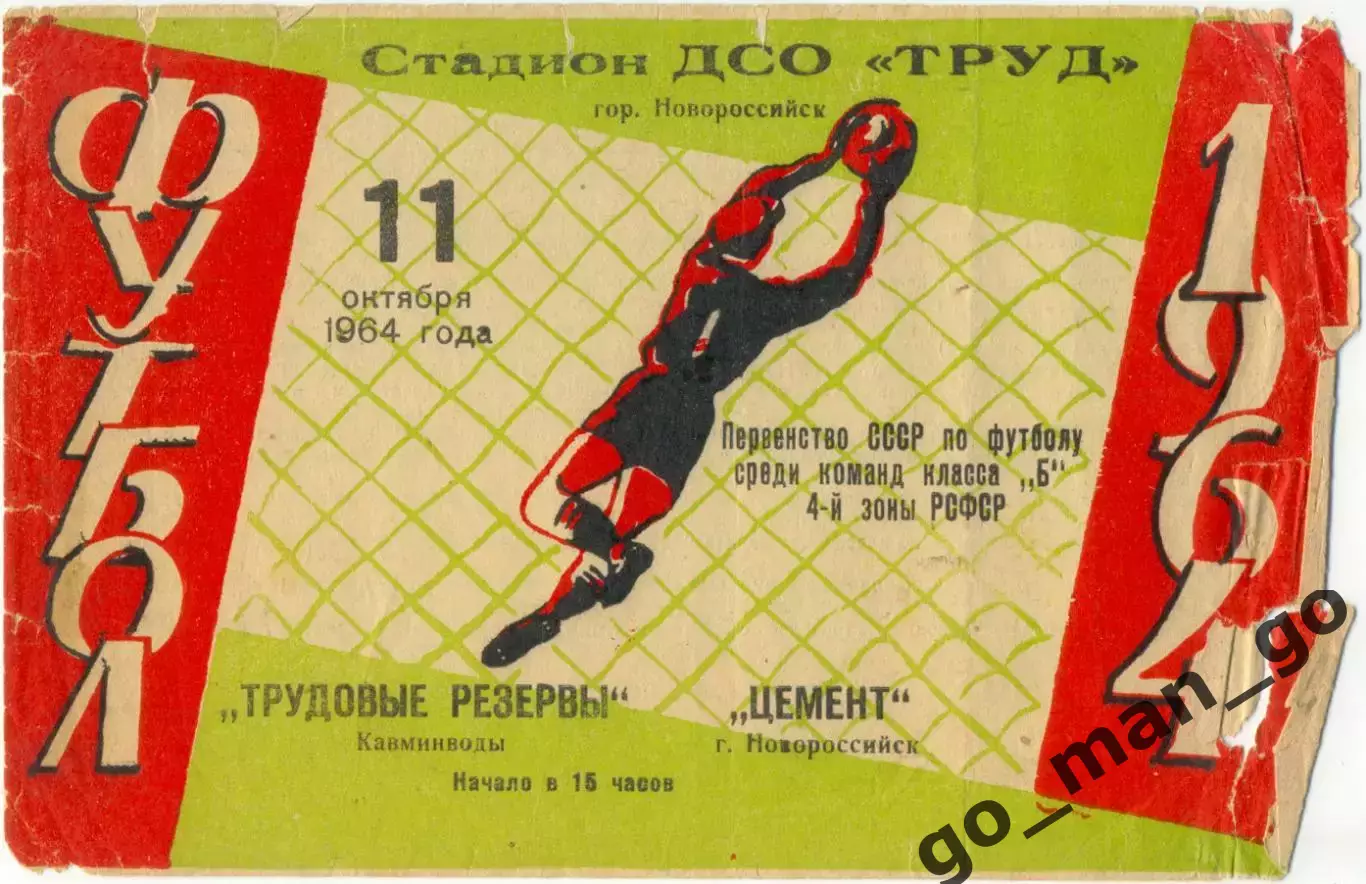 ФУТБОЛ
Стадион ДСО «ТРУД»
гор. Новороссийск
11
октября
1964 года
1964
Первенство СССР по футболу
среди команд класса „Б“
4-й зоны РСФСР
„ТРУДОВЫЕ РЕЗЕРВЫ“
Кавминводы
„ЦЕМЕНТ“
г. Новороссийск
Начало в 15 часов
go_man_go